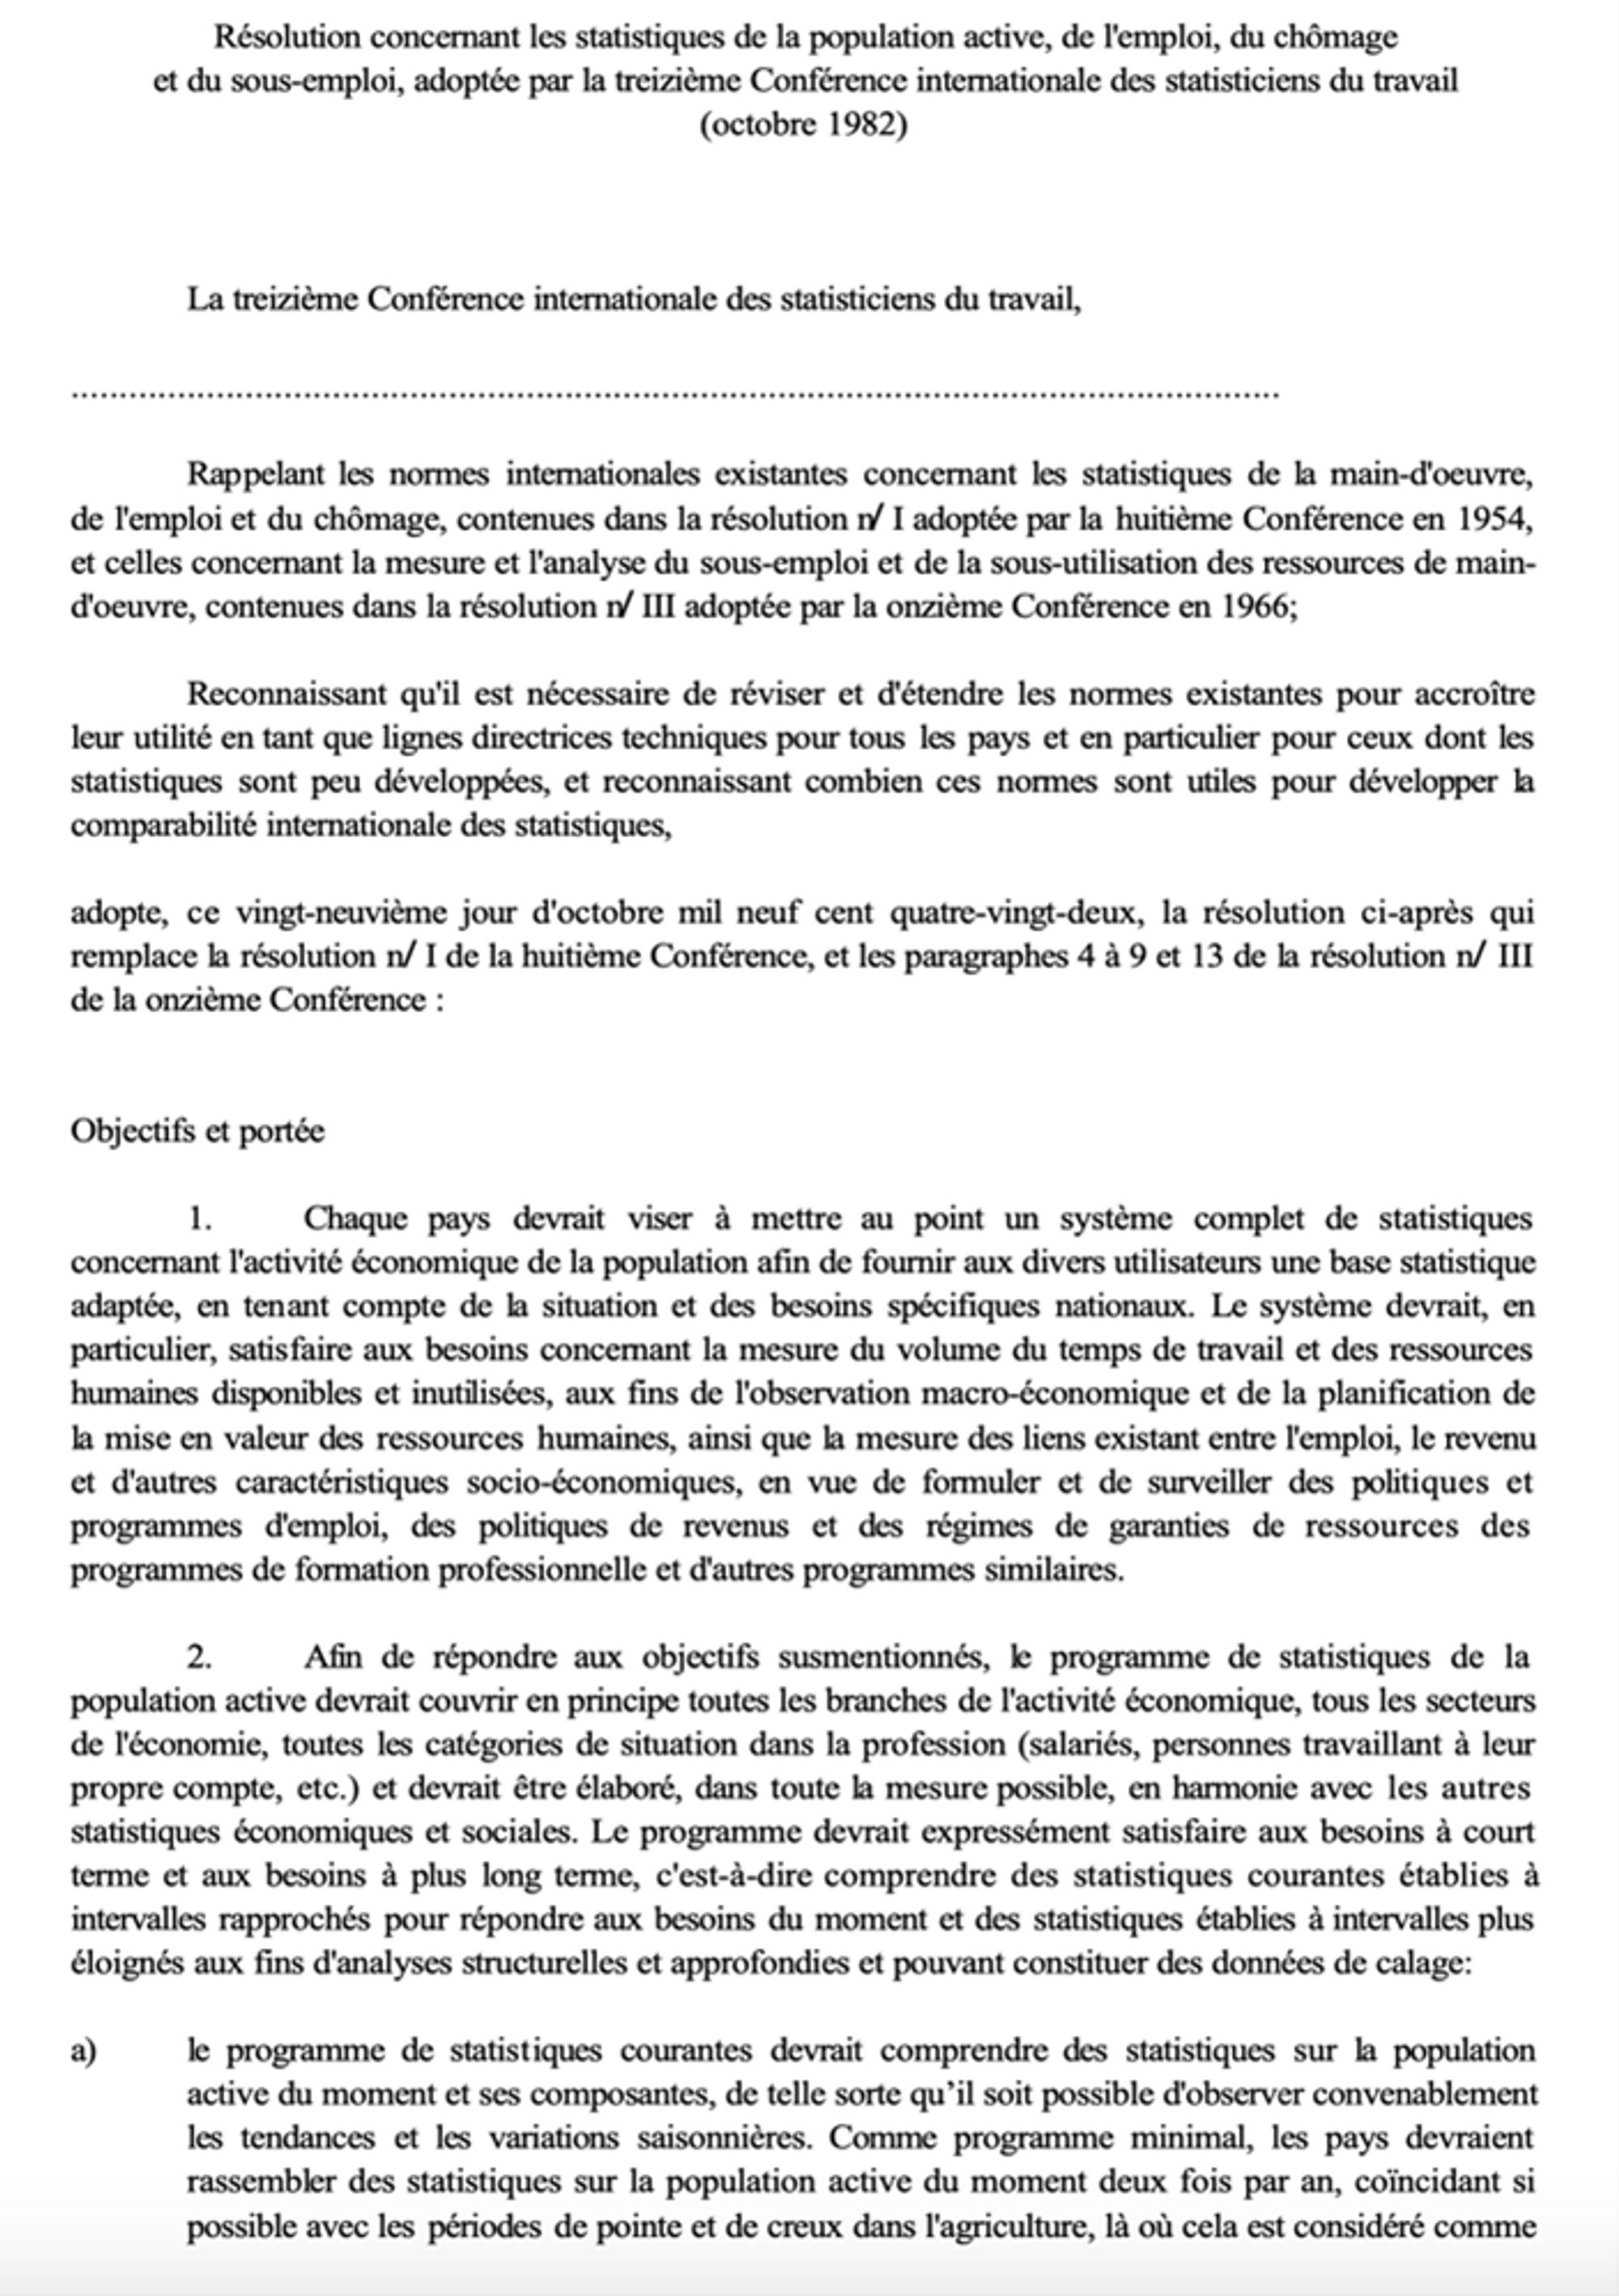 Résolution concernant les statistiques de la population active, de l'emploi, du chômage
et du sous-emploi, adoptée par la treizième Conférence internationale des statisticiens du travail
(octobre 1982)
La treizième Conférence internationale des statisticiens du travail,
................................................................................................................................
Rappelant les normes internationales existantes concernant les statistiques de la main-d'oeuvre,
de l'emploi et du chômage, contenues dans la résolution n/ I adoptée par la huitième Conférence en 1954,
et celles concernant la mesure et l'analyse du sous-emploi et de la sous-utilisation des ressources de main-
d'oeuvre, contenues dans la résolution n/ III adoptée par la onzième Conférence en 1966;
Reconnaissant qu'il est nécessaire de réviser et d'étendre les normes existantes pour accroître
leur utilité en tant que lignes directrices techniques pour tous les pays et en particulier pour ceux dont les
statistiques sont peu développées, et reconnaissant combien ces normes sont utiles pour développer la
comparabilité internationale des statistiques,
adopte, ce vingt-neuvième jour d'octobre mil neuf cent quatre-vingt-deux, la résolution ci-après qui
remplace la résolution n/ I de la huitième Conférence, et les paragraphes 4 à 9 et 13 de la résolution n/ III
de la onzième Conférence :
Objectifs et portée
1. Chaque pays devrait viser à mettre au point un système complet de statistiques
concernant l'activité économique de la population afin de fournir aux divers utilisateurs une base statistique
adaptée, en tenant compte de la situation et des besoins spécifiques nationaux. Le système devrait, en
particulier, satisfaire aux besoins concernant la mesure du volume du temps de travail et des ressources
humaines disponibles et inutilisées, aux fins de l'observation macro-économique et de la planification de
la mise en valeur des ressources humaines, ainsi que la mesure des liens existant entre l'emploi, le revenu
et d'autres caractéristiques socio-économiques, en vue de formuler et de surveiller des politiques et
programmes d'emploi, des politiques de revenus et des régimes de garanties de ressources des
programmes de formation professionnelle et d'autres programmes similaires.
2. Afin de répondre aux objectifs susmentionnés, le programme de statistiques de la
population active devrait couvrir en principe toutes les branches de l'activité économique, tous les secteurs
de l'économie, toutes les catégories de situation dans la profession (salariés, personnes travaillant à leur
propre compte, etc.) et devrait être élaboré, dans toute la mesure possible, en harmonie avec les autres
statistiques économiques et sociales. Le programme devrait expressément satisfaire aux besoins à court
terme et aux besoins à plus long terme, c'est-à-dire comprendre des statistiques courantes établies à
intervalles rapprochés pour répondre aux besoins du moment et des statistiques établies à intervalles plus
éloignés aux fins d'analyses structurelles et approfondies et pouvant constituer des données de calage:
a) le programme de statistiques courantes devrait comprendre des statistiques sur la population
active du moment et ses composantes, de telle sorte qu’il soit possible d'observer convenablement
les tendances et les variations saisonnières. Comme programme minimal, les pays devraient
rassembler des statistiques sur la population active du moment deux fois par an, coïncidant si
possible avec les périodes de pointe et de creux dans l'agriculture, là où cela est considéré comme